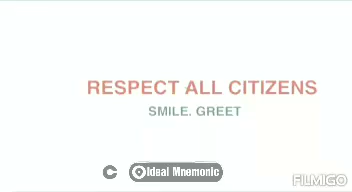 RESPECT ALL CITIZENS
SMILE. GREET
C Ideal Mnemonic
FILMIGO